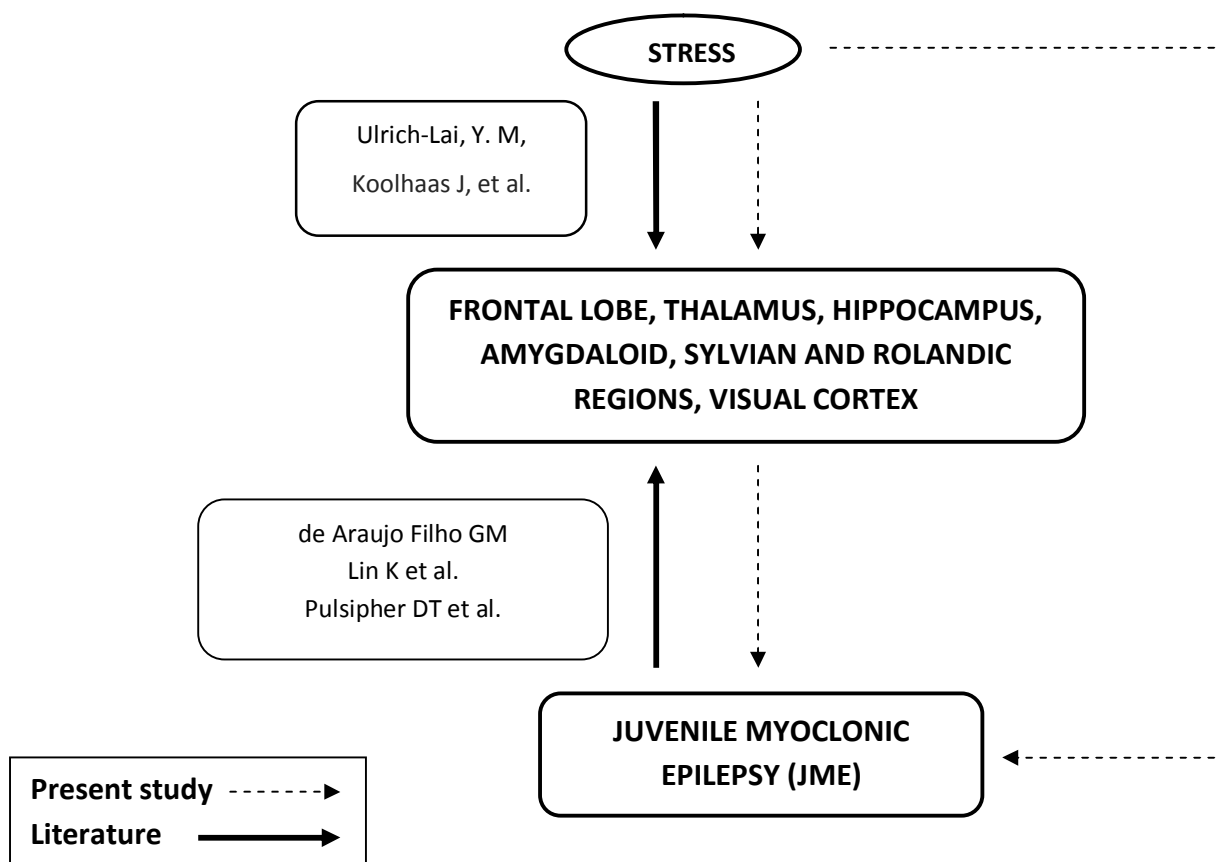 STRESS
Ulrich-Lai, Y. M,
Koolhaas J, et al.
FRONTAL LOBE, THALAMUS, HIPPOCAMPUS,
AMYGDALOID, SYLVIAN AND ROLANDIC
REGIONS, VISUAL CORTEX
de Araujo Filho GM
Lin K et al.
Pulsipher DT et al.
JUVENILE MYOCLONIC
EPILEPSY (JME)
Present study
Literature